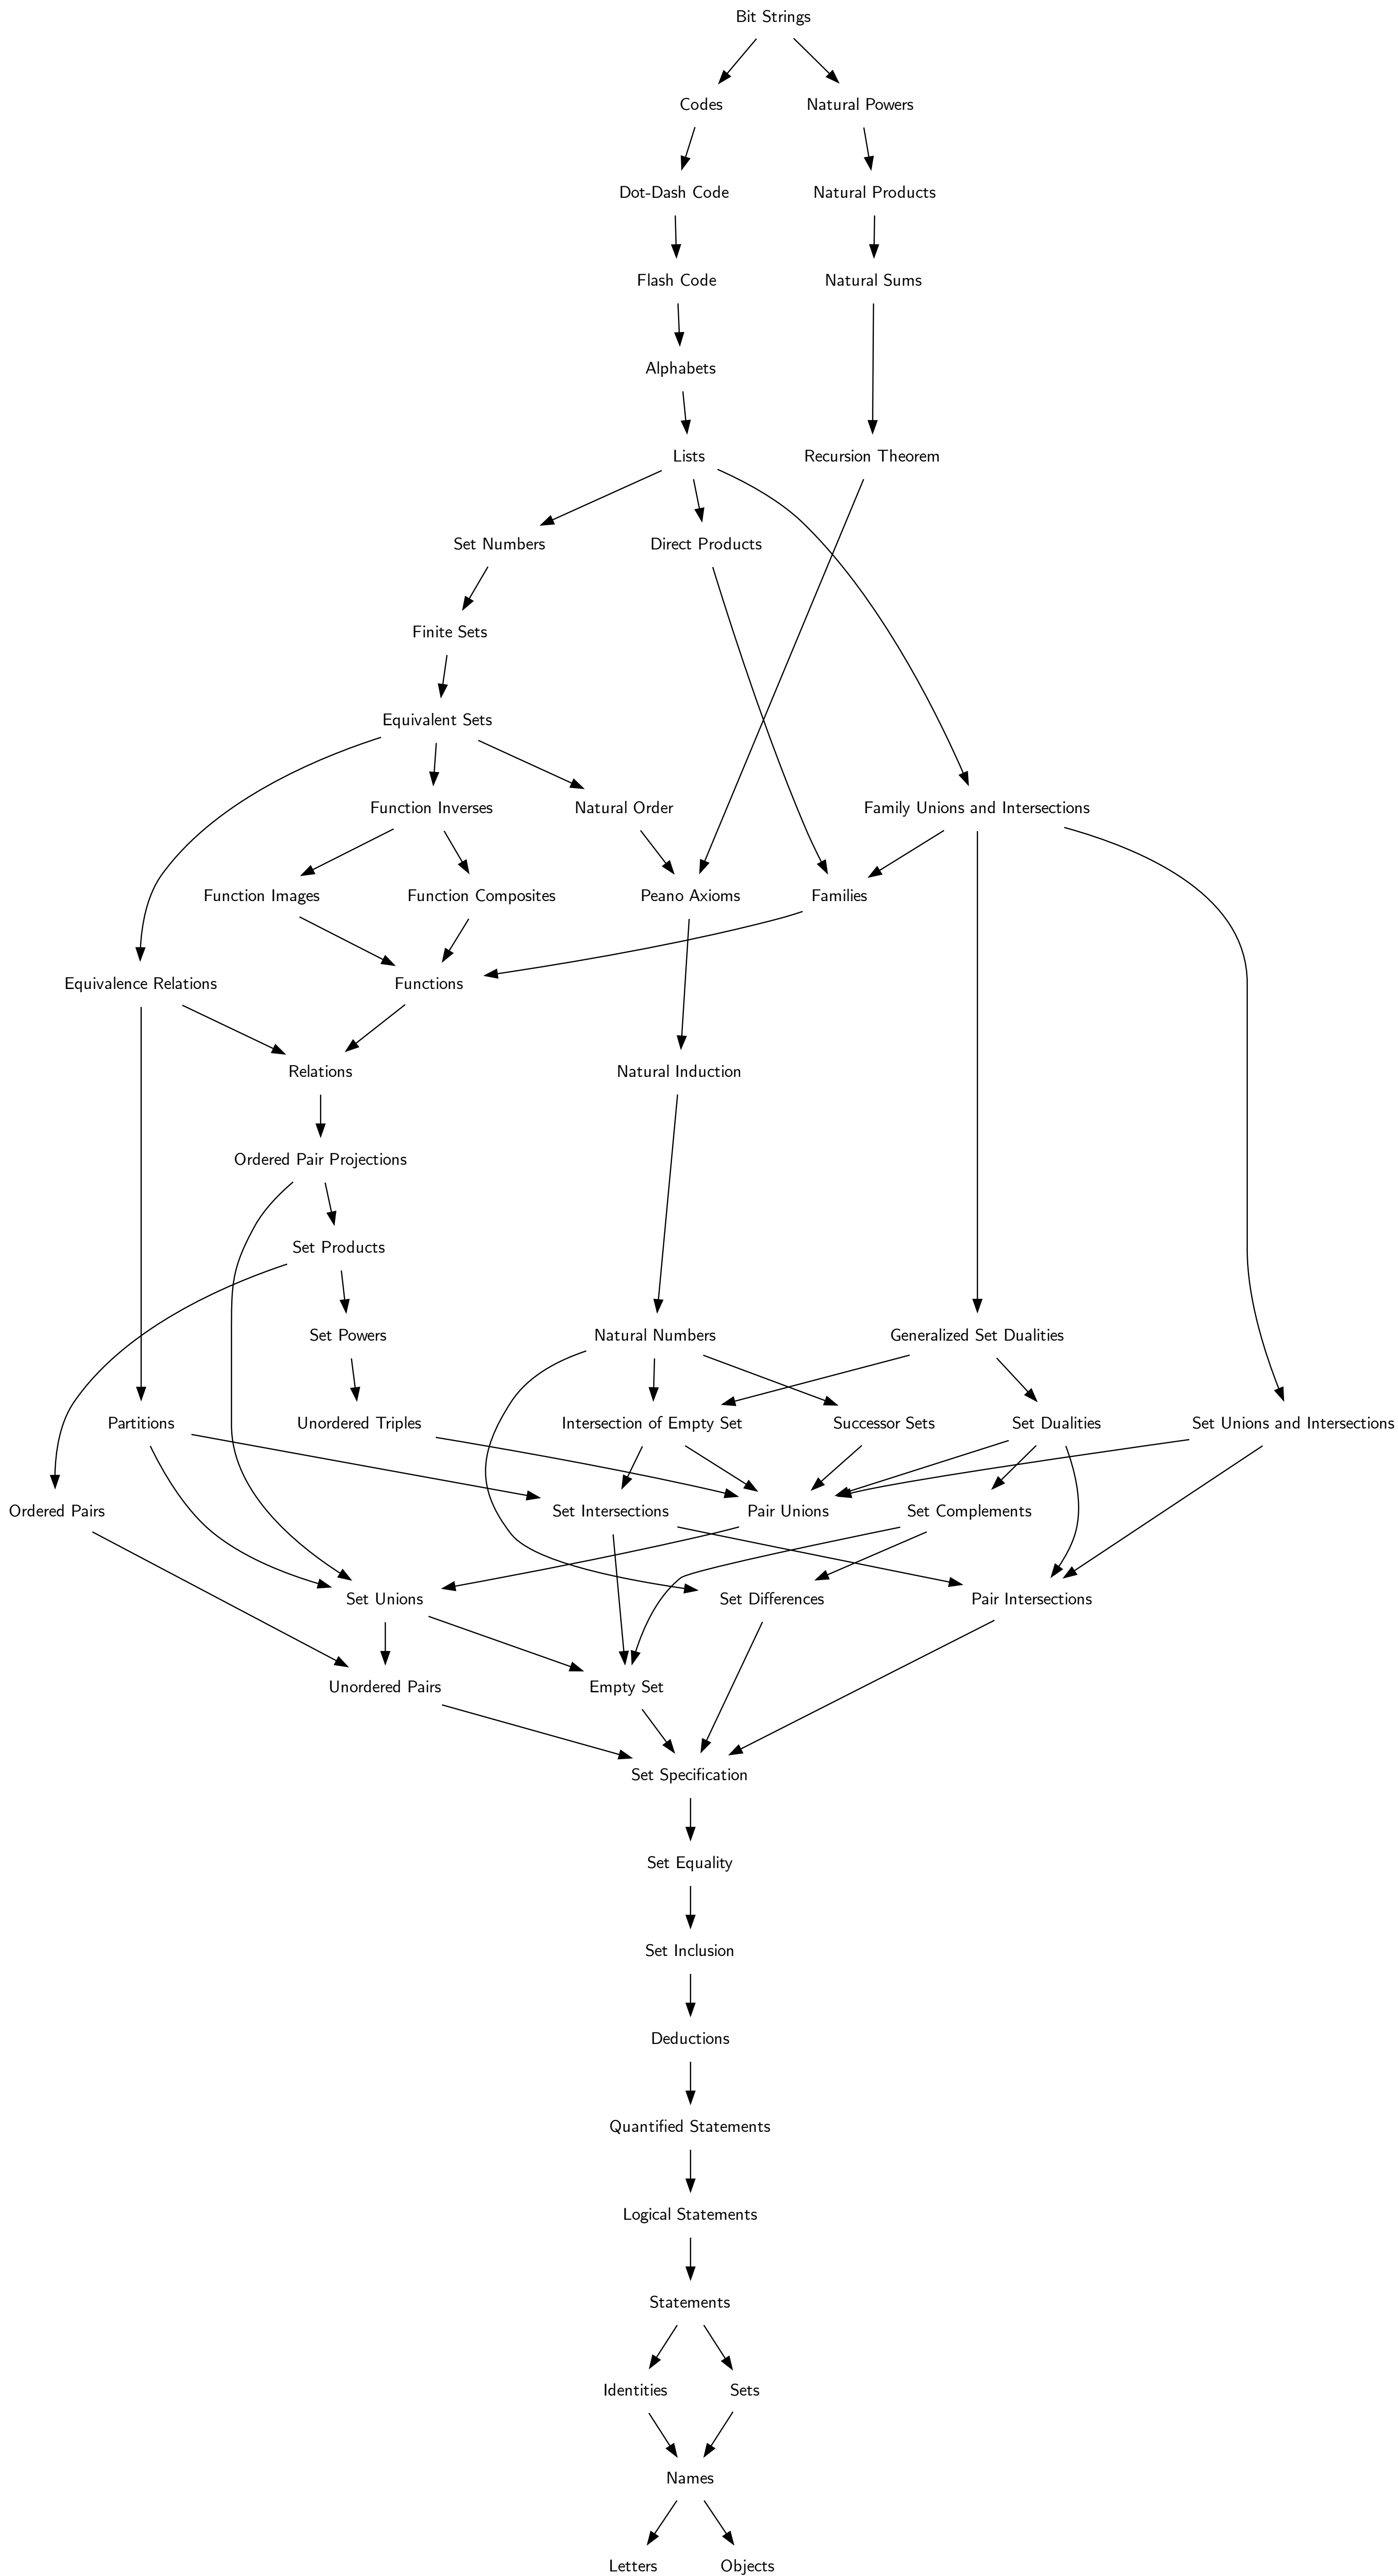 Bit Strings
Codes
Natural Powers
Dot-Dash Code
Natural Products
Flash Code
Natural Sums
Alphabets
Lists
Recursion Theorem
Set Numbers
Direct Products
Finite Sets
Equivalent Sets
Function Inverses
Natural Order
Family Unions and Intersections
Function Images
Function Composites
Peano Axioms
Families
Equivalence Relations
Functions
Relations
Natural Induction
Ordered Pair Projections
Set Products
Set Powers
Natural Numbers
Generalized Set Dualities
Partitions
Unordered Triples
Intersection of Empty Set
Successor Sets
Set Dualities
Set Unions and Intersections
Ordered Pairs
Set Intersections
Pair Unions
Set Complements
Set Unions
Set Differences
Pair Intersections
Unordered Pairs
Empty Set
Set Specification
Set Equality
Set Inclusion
Deductions
Quantified Statements
Logical Statements
Statements
Identities
Sets
Names
Letters
Objects